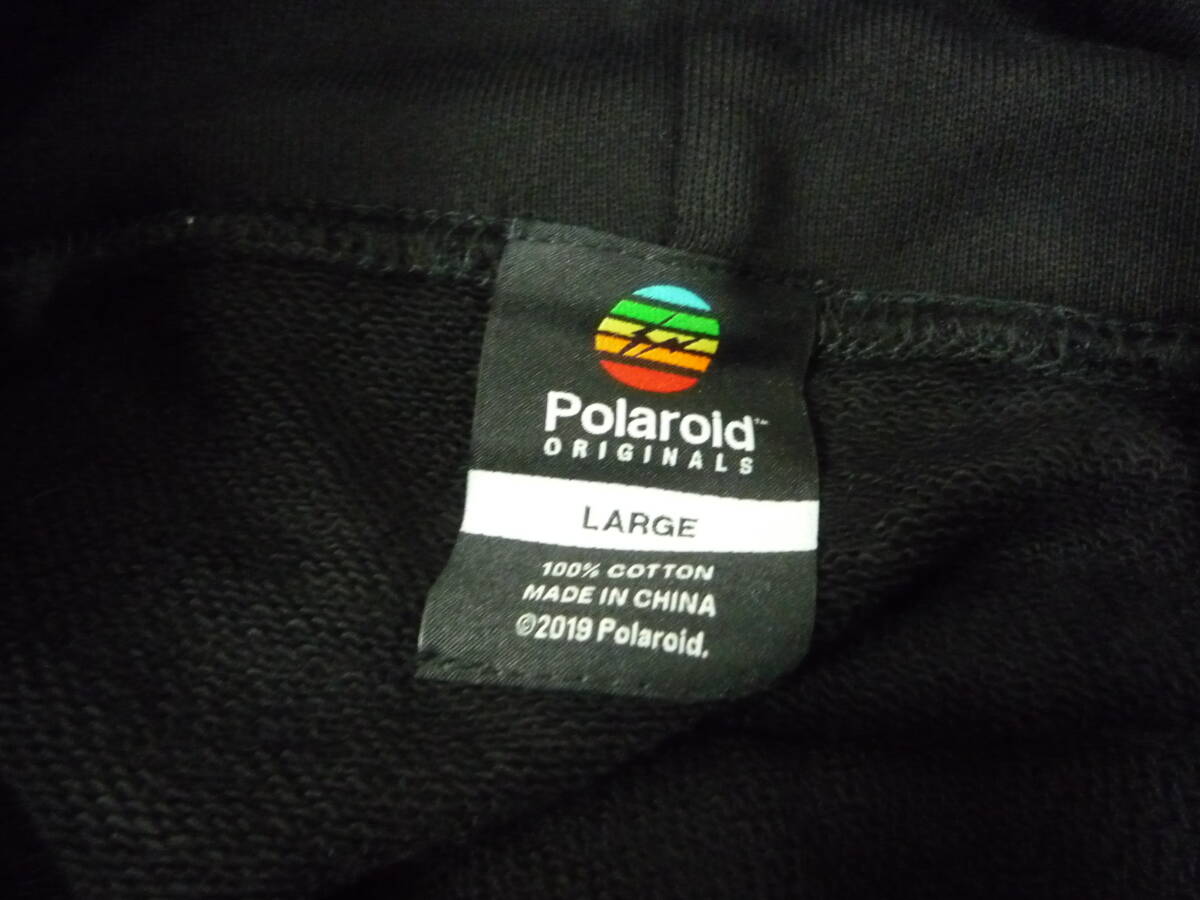 Polaroid™
ORIGINALS
LARGE
100% COTTON
MADE IN CHINA
©2019 Polaroid.